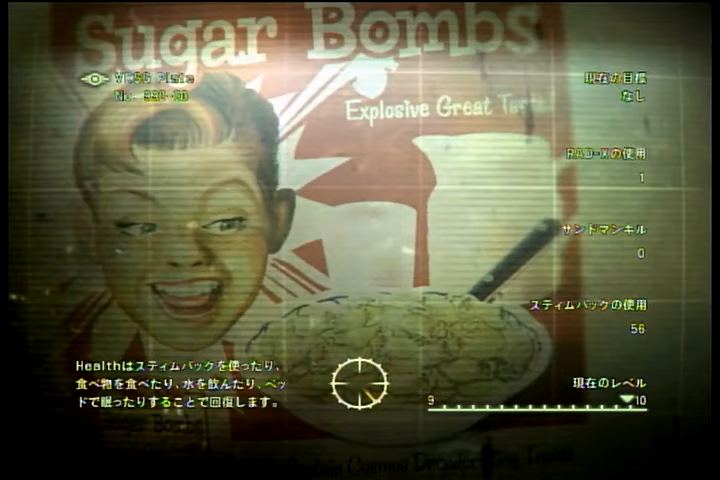 Sugar Bombs
現在の目標
なし
Explosive Great Taste
RAD-Xの使用
1
サンドマンキル
0
スティムパックの使用
56
Healthはスティムパックを使ったり、
食べ物を食べたり、水を飲んだり、ベッ
ドで眠ったりすることで回復します。
現在のレベル
9
10
Sugar Bombs